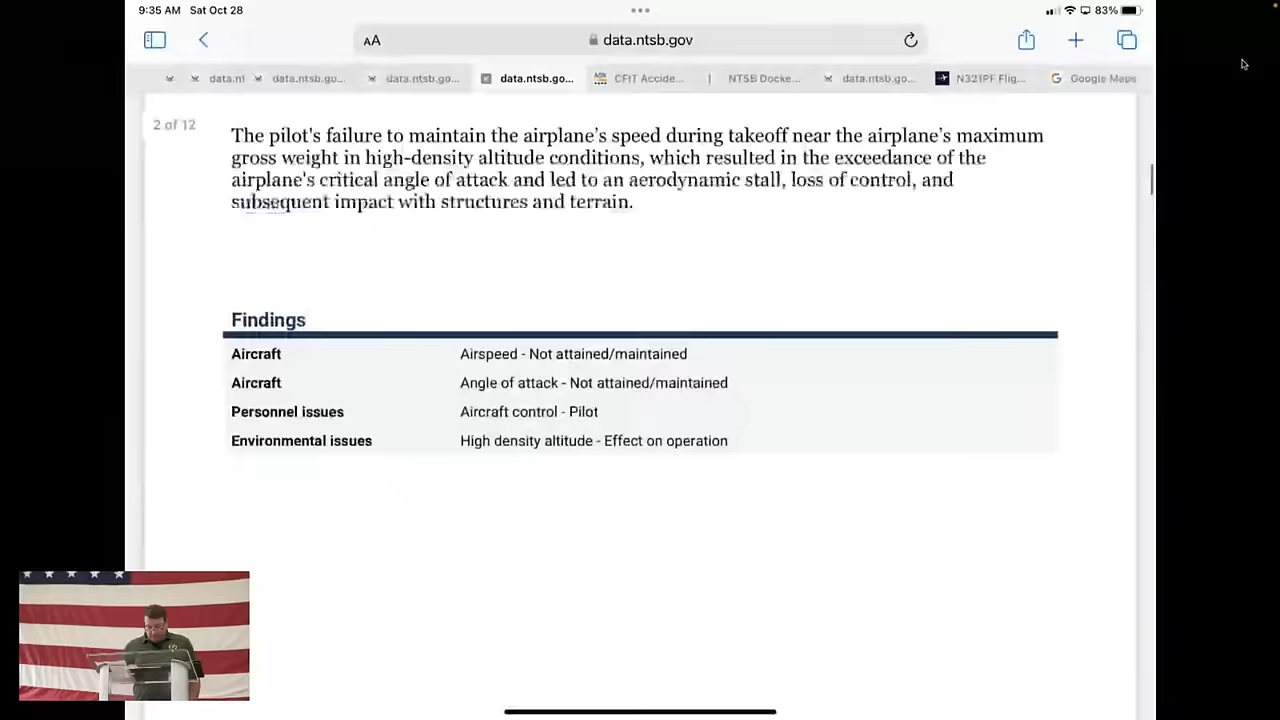 9:35 AM Sat Oct 28
83%
AA
data.ntsb.gov
data.nt
data.ntsb.gu...
data.ntsb.go...
data.ntsb.go...
CFIT Accide...
NTSB Docke...
data.ntsb.go...
N321PF Flig...
Google Maps
2 of 12
The pilot's failure to maintain the airplane's speed during takeoff near the airplane's maximum
gross weight in high-density altitude conditions, which resulted in the exceedance of the
airplane's critical angle of attack and led to an aerodynamic stall, loss of control, and
subsequent impact with structures and terrain.
Findings
Aircraft Airspeed - Not attained/maintained
Aircraft Angle of attack - Not attained/maintained
Personnel issues Aircraft control - Pilot
Environmental issues High density altitude - Effect on operation